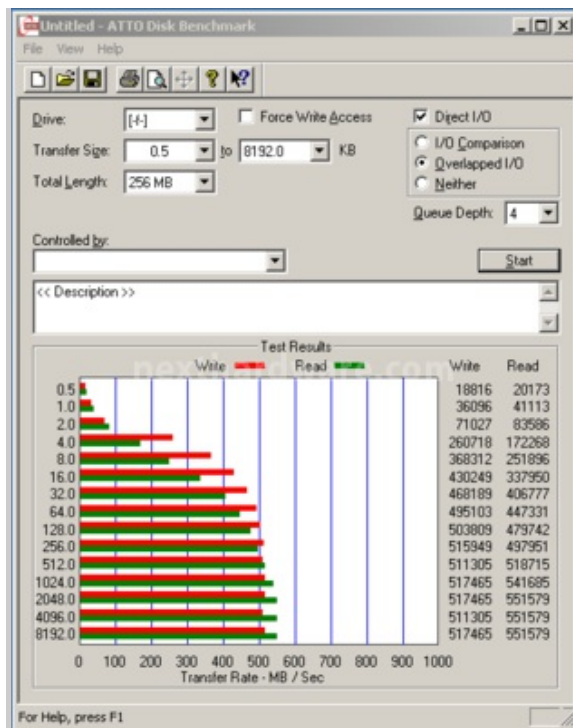 Untitled - ATTO Disk Benchmark
File View Help
Drive: [-f-] Force Write Access Direct I/O
Transfer Size: 0.5 to 8192.0 KB
I/O Comparison
Overlapped I/O
Neither
Total Length: 256 MB
Queue Depth: 4
Controlled by:
Start
<< Description >>
Test Results
nexthardware.com
Write Read Write Read
0.5 18816 20173
1.0 36096 41113
2.0 71027 83586
4.0 260718 172268
8.0 368312 251896
16.0 430249 337950
32.0 468189 406777
64.0 495103 447331
128.0 503809 479742
256.0 515949 497951
512.0 511305 518715
1024.0 517465 541685
2048.0 517465 551579
4096.0 511305 551579
8192.0 517465 551579
0 100 200 300 400 500 600 700 800 900 1000
Transfer Rate - MB / Sec
For Help, press F1